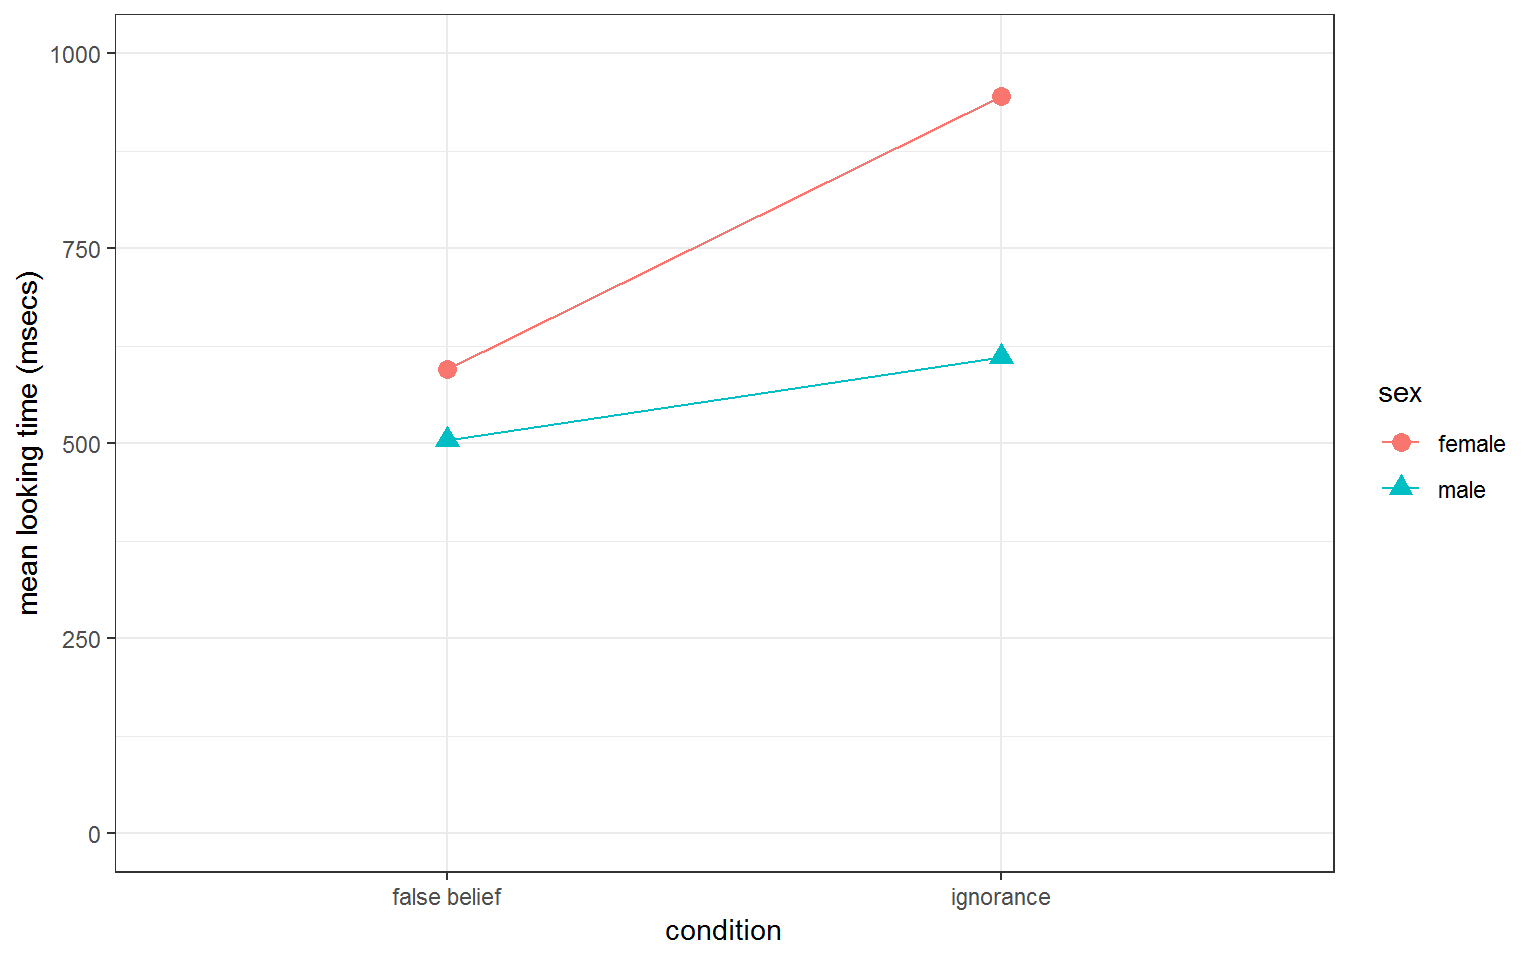 1000
750
500
250
0
mean looking time (msecs)
false belief
ignorance
condition
sex
female
male